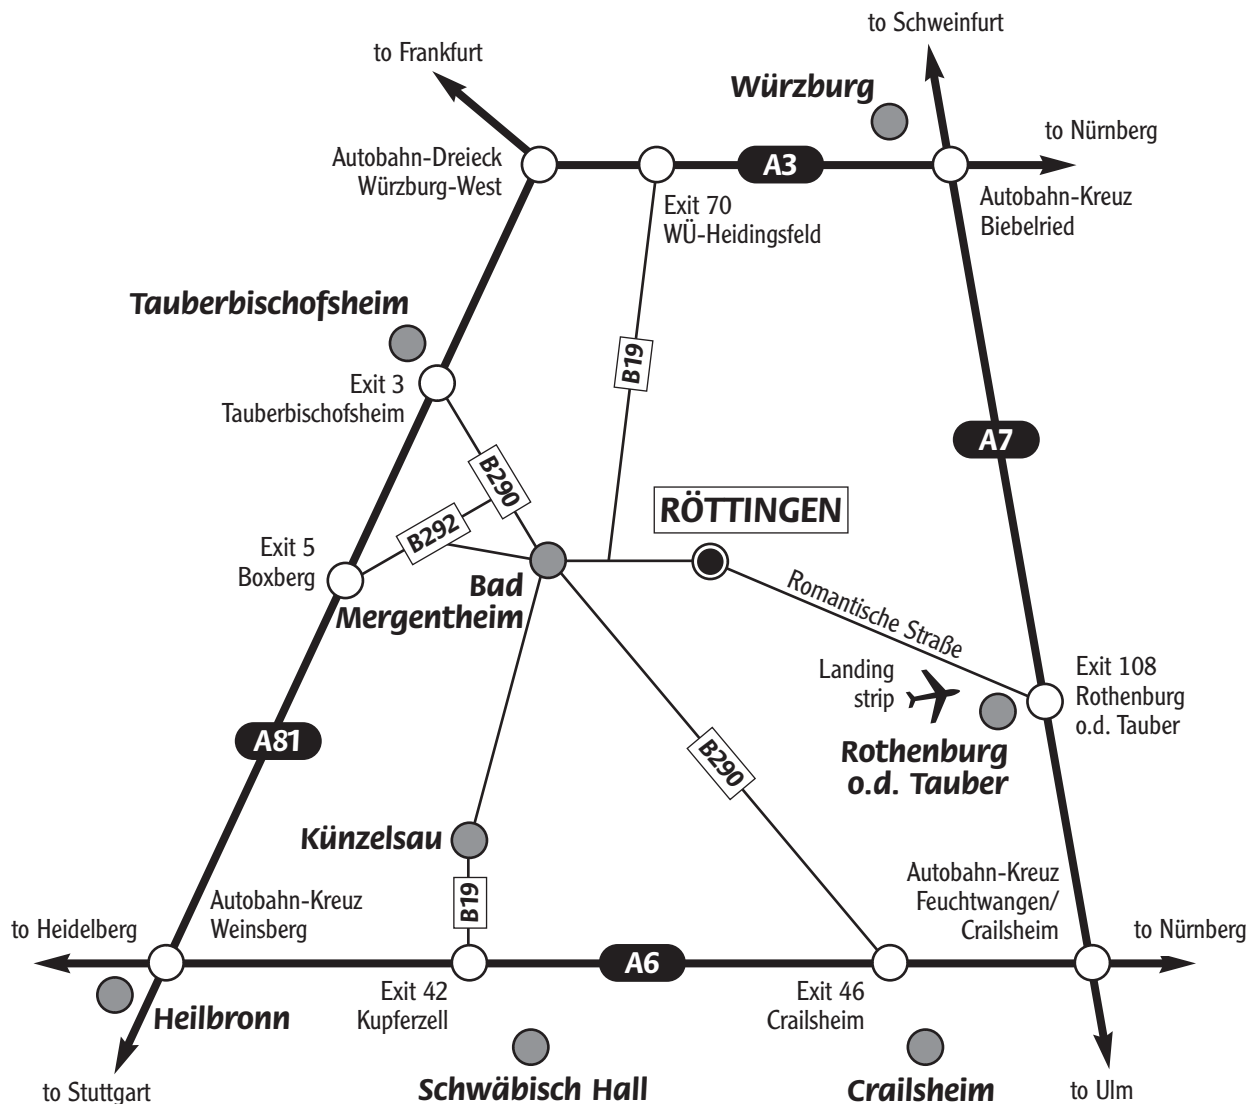 to Schweinfurt
to Frankfurt
Würzburg
to Nürnberg
Autobahn-Dreieck
Würzburg-West
A3
Exit 70
WÜ-Heidingsfeld
Autobahn-Kreuz
Biebelried
Tauberbischofsheim
B19
Exit 3
Tauberbischofsheim
A7
B290
RÖTTINGEN
B292
Exit 5
Boxberg
Bad
Mergentheim
Romantische Straße
Landing
strip
Exit 108
Rothenburg
o.d. Tauber
A81
Rothenburg
o.d. Tauber
B290
Künzelsau
B19
Autobahn-Kreuz
Feuchtwangen/
Crailsheim
Autobahn-Kreuz
Weinsberg
to Heidelberg
to Nürnberg
A6
Exit 42
Kupferzell
Exit 46
Crailsheim
Heilbronn
Schwäbisch Hall
Crailsheim
to Stuttgart
to Ulm